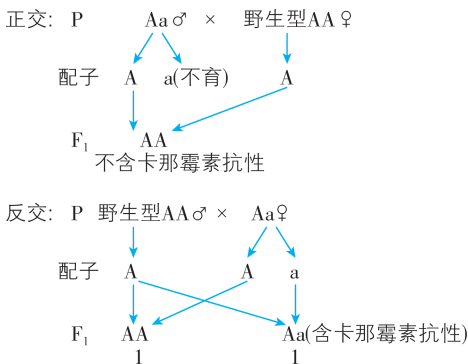 正交: P Aa♂ × 野生型AA♀
配子 A a(不育) A
F₁ AA
不含卡那霉素抗性
反交: P 野生型AA♂ × Aa♀
配子 A A a
F₁ AA Aa(含卡那霉素抗性)
1 1